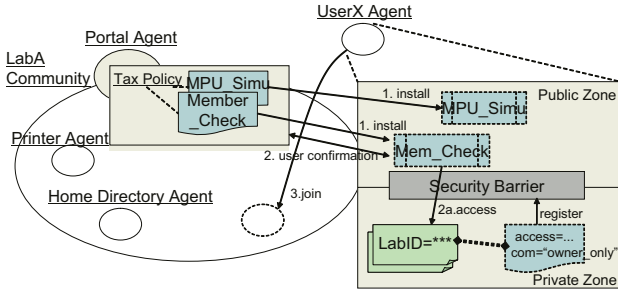 UserX Agent
Portal Agent
LabA
Community
Tax Policy
MPU_Simu
Member
_Check
1. install
MPU_Simu
Public Zone
1. install
Printer Agent
2. user confirmation
Mem_Check
Security Barrier
Home Directory Agent
3.join
2a.access
register
LabID=***
access=...
com="owner_only"
Private Zone